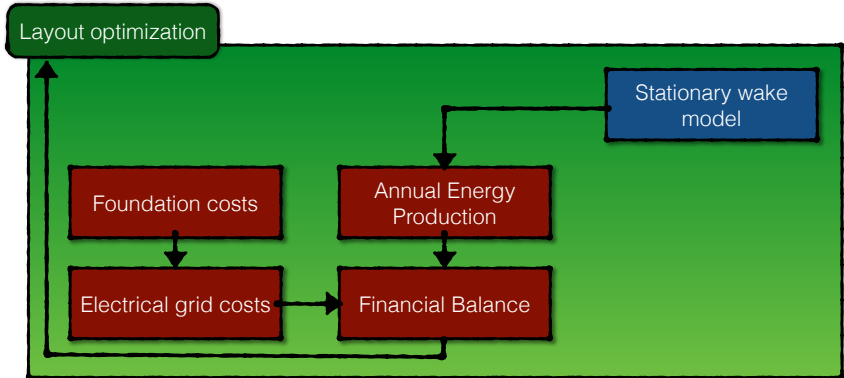 Layout optimization
Stationary wake
model
Foundation costs
Annual Energy
Production
Electrical grid costs
Financial Balance